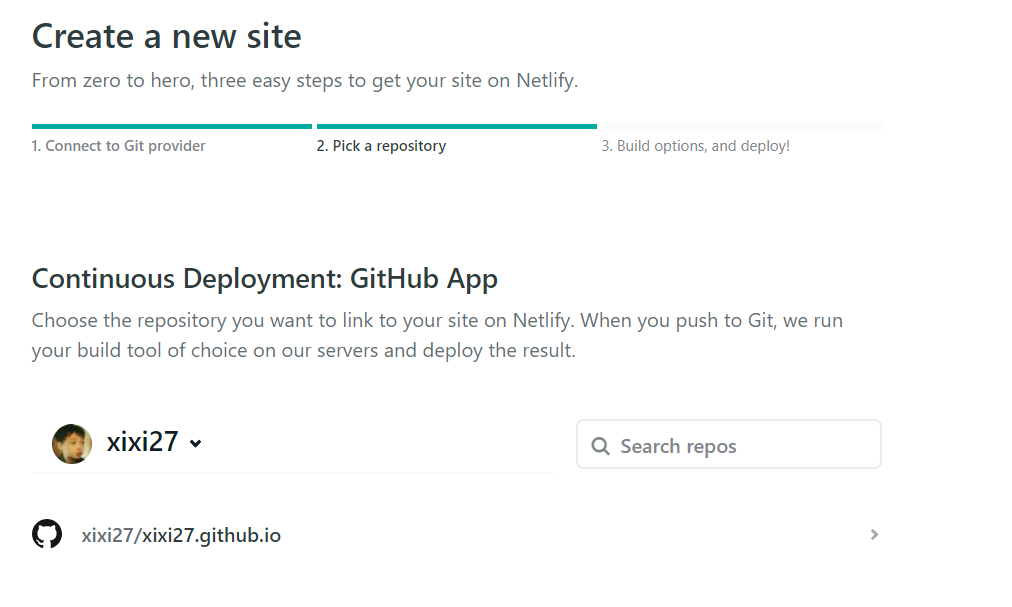 Create a new site
From zero to hero, three easy steps to get your site on Netlify.
1. Connect to Git provider
2. Pick a repository
3. Build options, and deploy!
Continuous Deployment: GitHub App
Choose the repository you want to link to your site on Netlify. When you push to Git, we run
your build tool of choice on our servers and deploy the result.
xixi27
Search repos
xixi27/xixi27.github.io